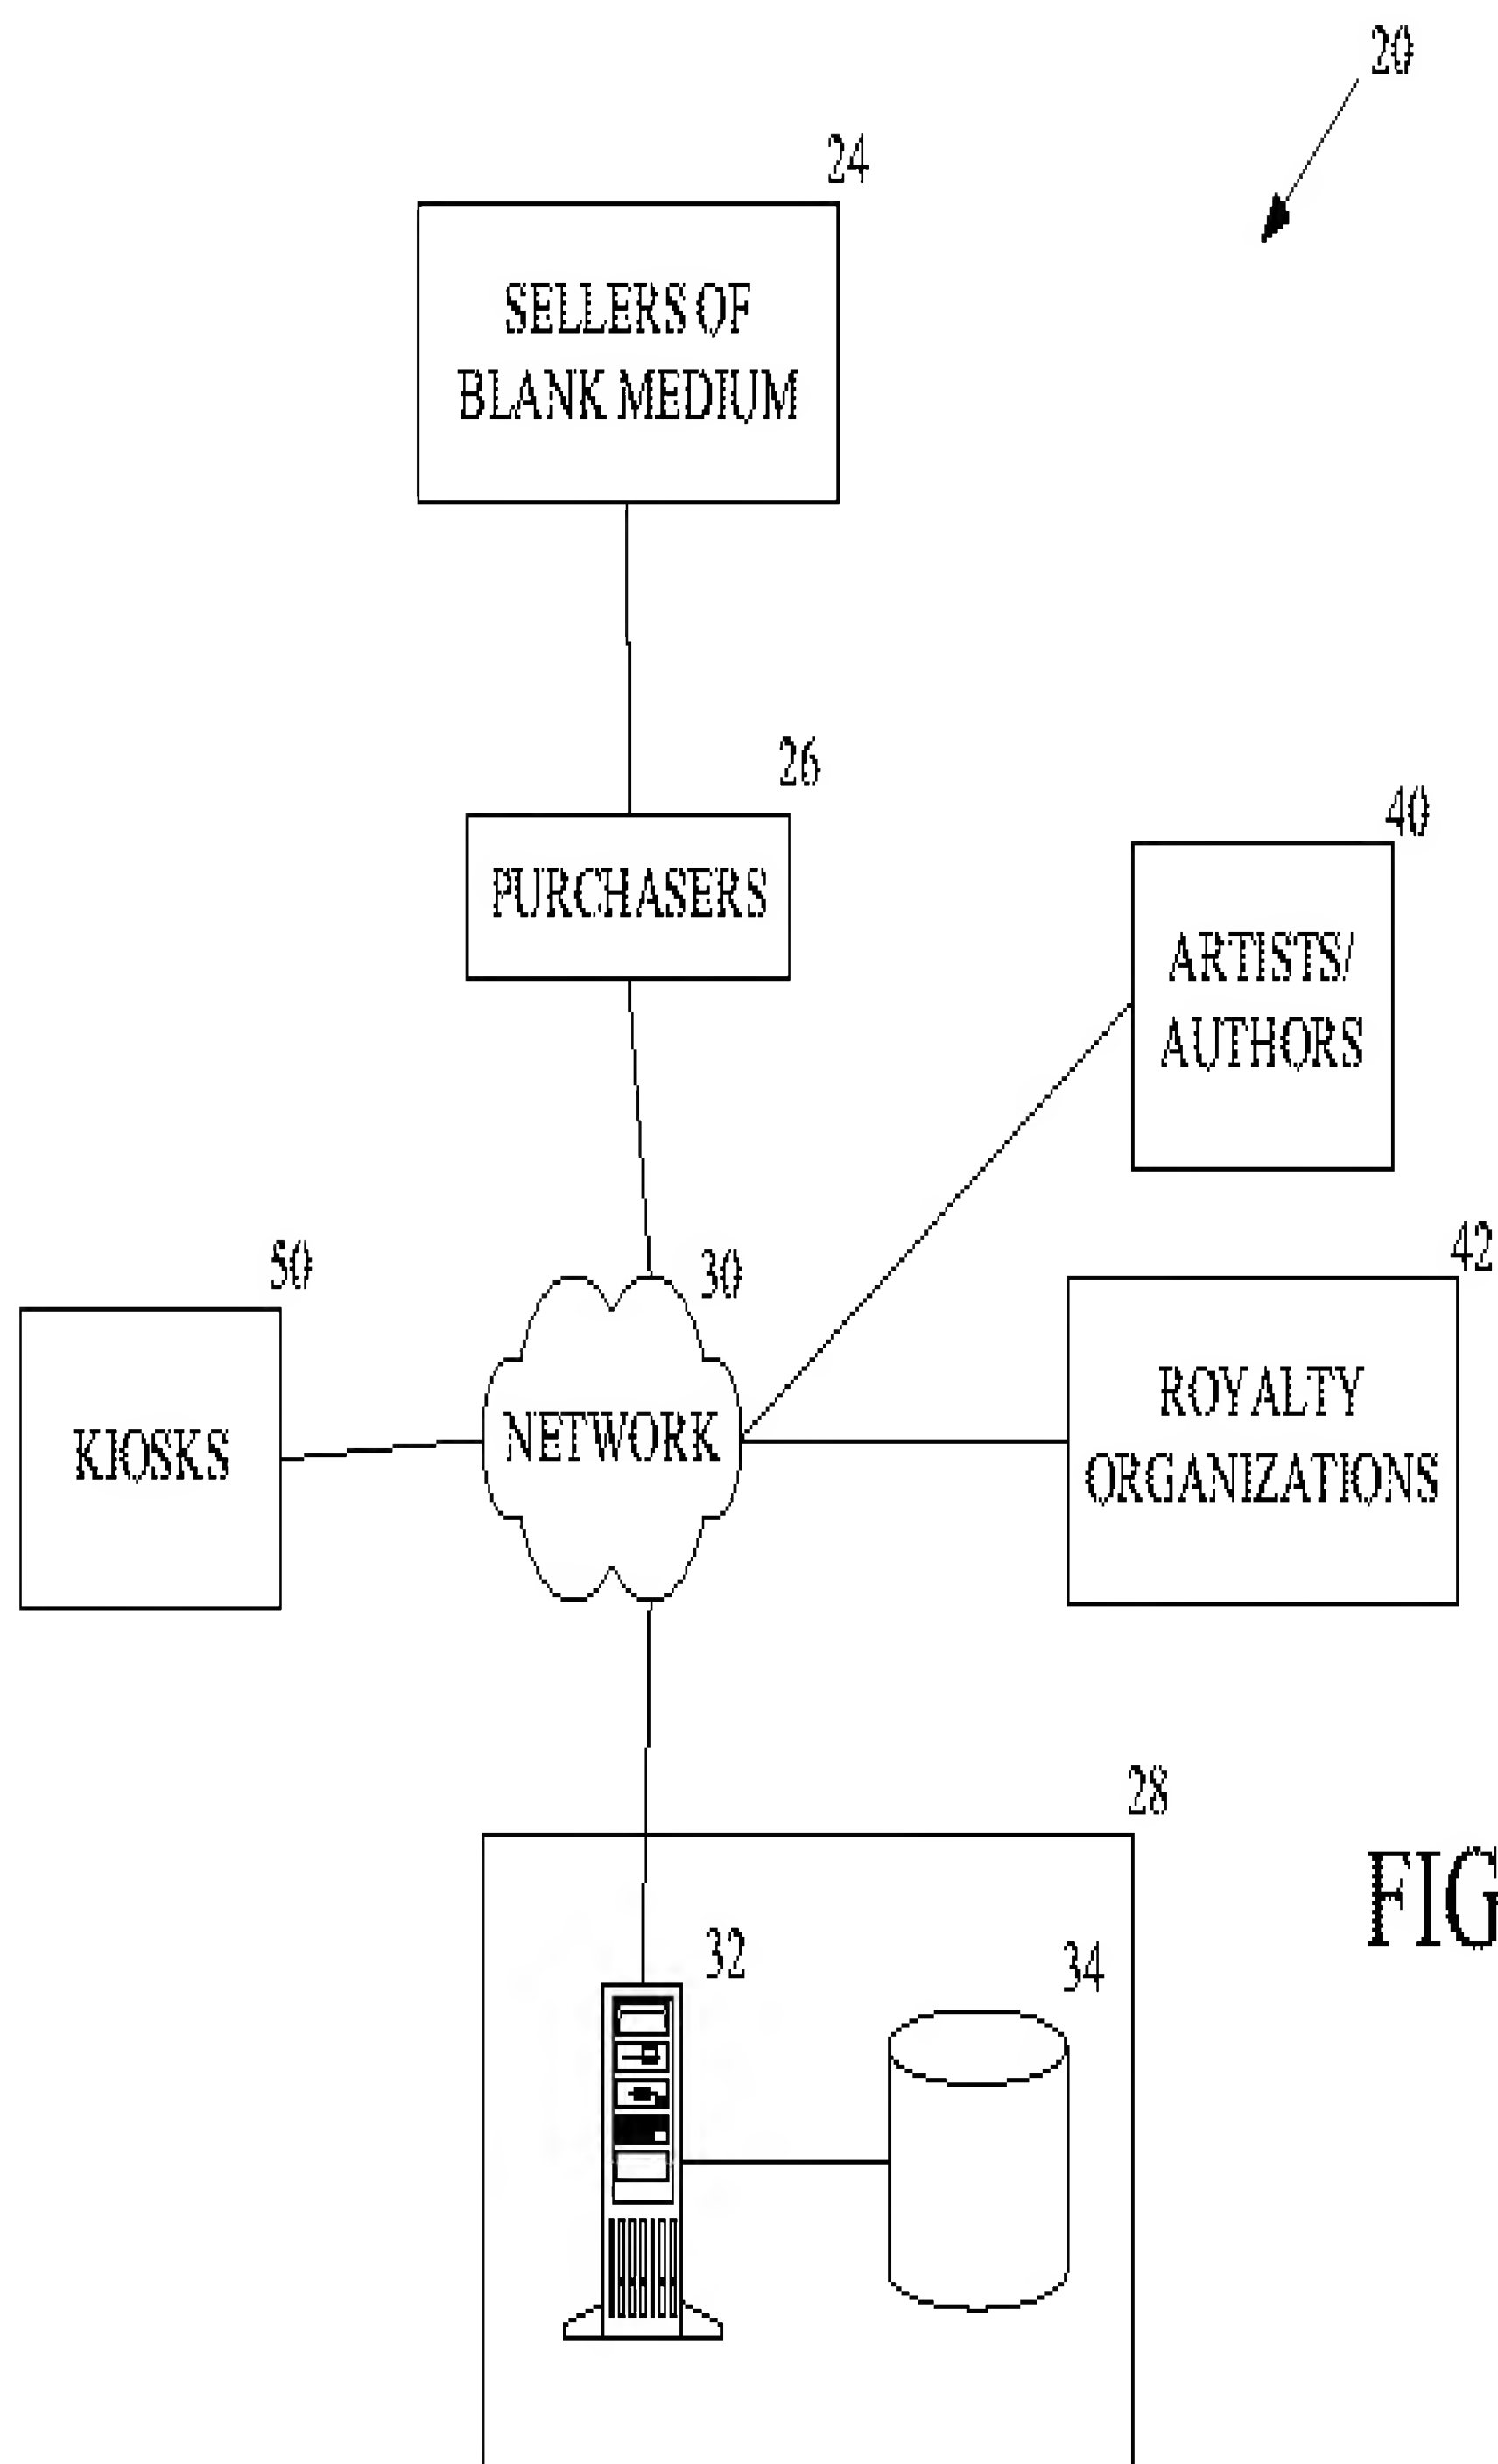 20
24
SELLERS OF
BLANK MEDIUM
26
PURCHASERS
40
ARTISTS/
AUTHORS
50
30
42
KIOSKS
NETWORK
ROYALTY
ORGANIZATIONS
28
FIG
32
34